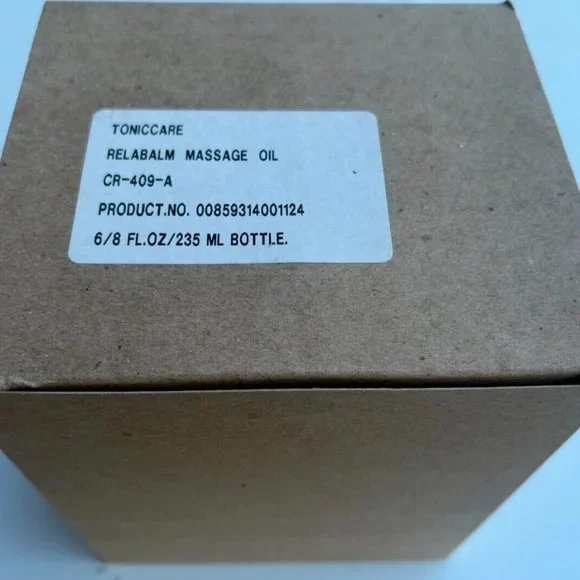 TONICCARE
RELABALM MASSAGE OIL
CR-409-A
PRODUCT.NO. 00859314001124
6/8 FL.OZ/235 ML BOTTLE.